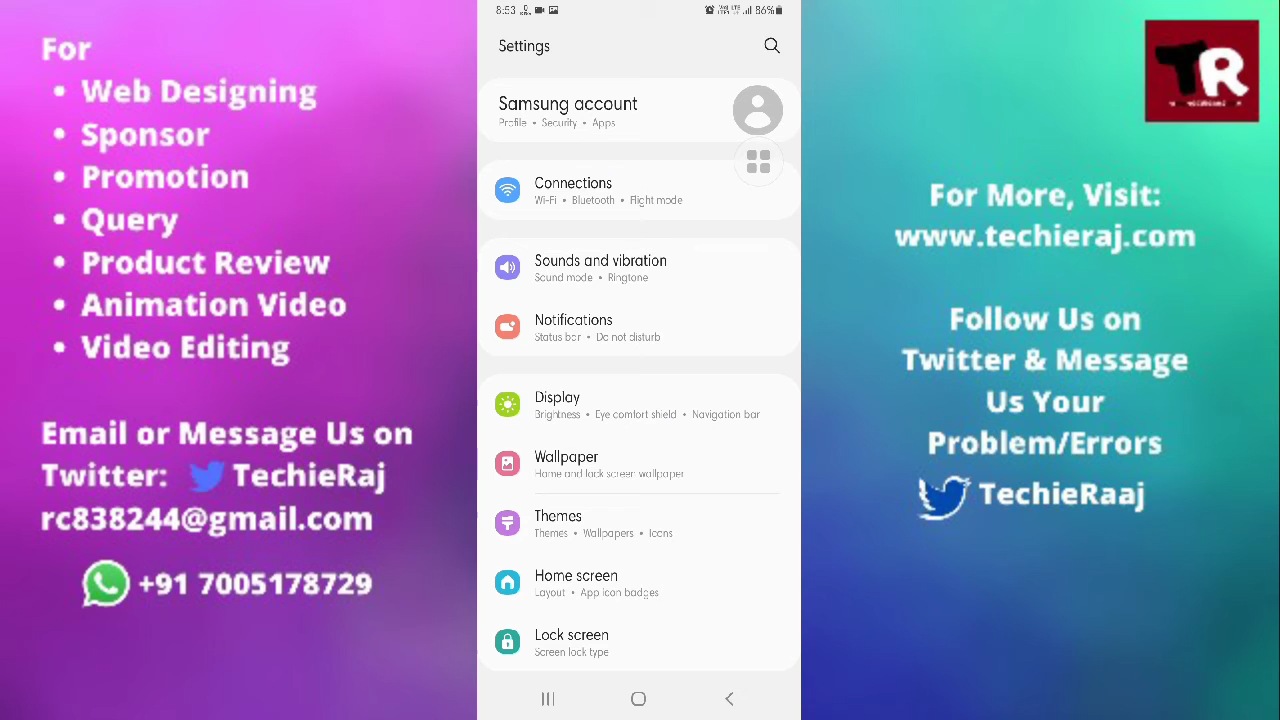 For
• Web Designing
• Sponsor
• Promotion
• Query
• Product Review
• Animation Video
• Video Editing
Email or Message Us on
Twitter: TechieRaj
rc838244@gmail.com
+91 7005178729
8:53
86%
Settings
Samsung account
Profile • Security • Apps
Connections
Wi-Fi • Bluetooth • Flight mode
Sounds and vibration
Sound mode • Ringtone
Notifications
Status bar • Do not disturb
Display
Brightness • Eye comfort shield • Navigation bar
Wallpaper
Home and lock screen wallpaper
Themes
Themes • Wallpapers • Icons
Home screen
Layout • App icon badges
Lock screen
Screen lock type
TR
For More, Visit:
www.techieraj.com
Follow Us on
Twitter & Message
Us Your
Problem/Errors
TechieRaaj